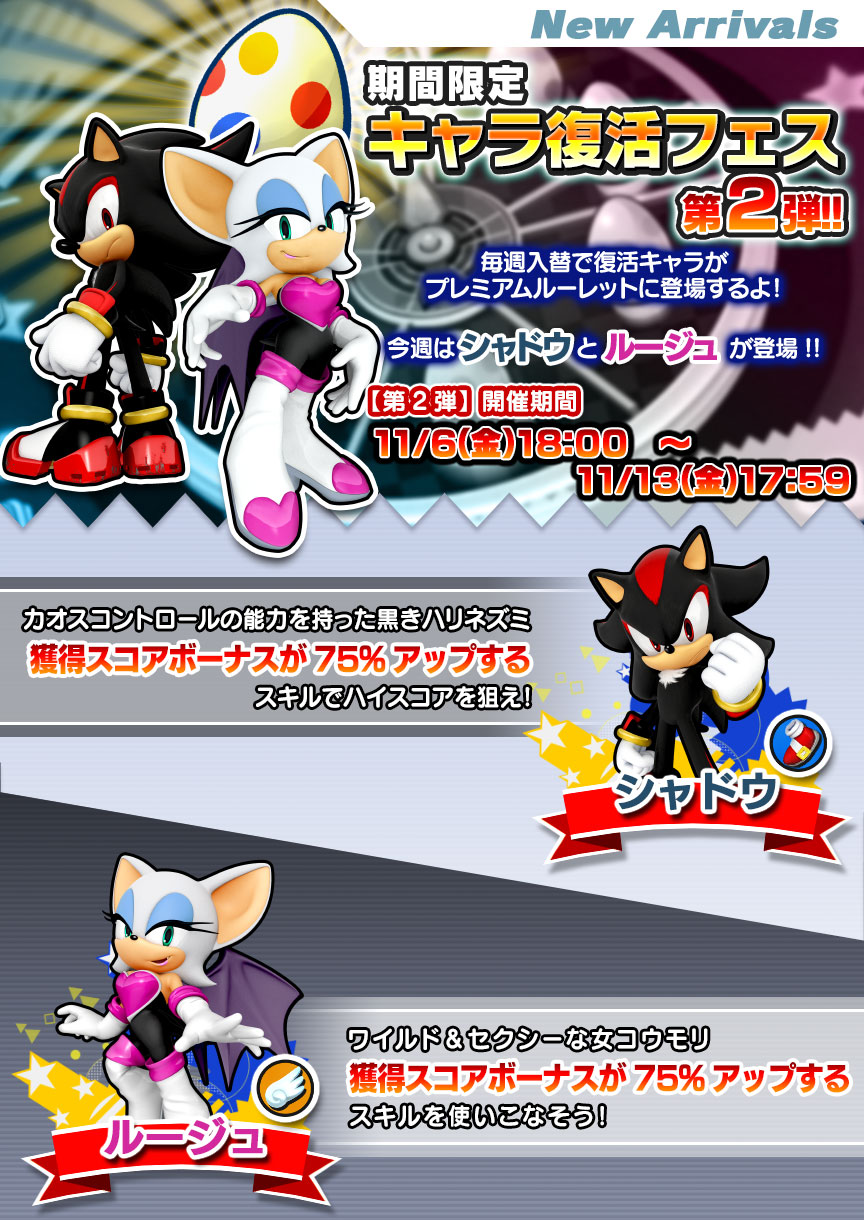 New Arrivals
期間限定
キャラ復活フェス
第2弾!!
毎週入替で復活キャラが
プレミアムルーレットに登場するよ!
今週はシャドウとルージュ が登場!!
【第2弾】開催期間
11/6(金)18:00 ～
11/13(金)17:59
カオスコントロールの能力を持った黒きハリネズミ
獲得スコアボーナスが75%アップする
スキルでハイスコアを狙え!
シャドウ
ワイルド&セクシーな女コウモリ
獲得スコアボーナスが75%アップする
スキルを使いこなそう!
ルージュ